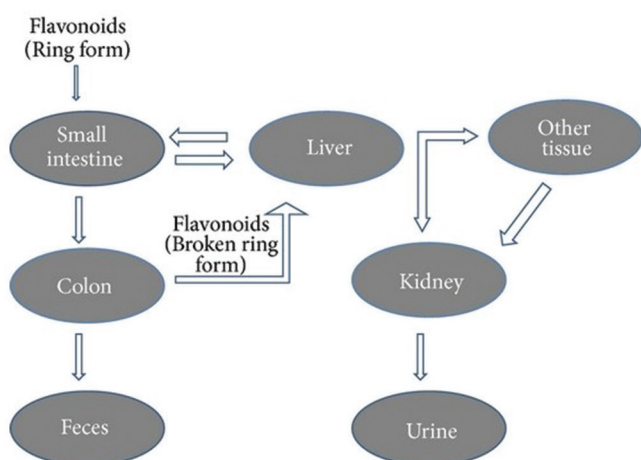 Flavonoids
(Ring form)
Small
intestine
Liver
Other
tissue
Flavonoids
(Broken ring
form)
Colon
Kidney
Feces
Urine